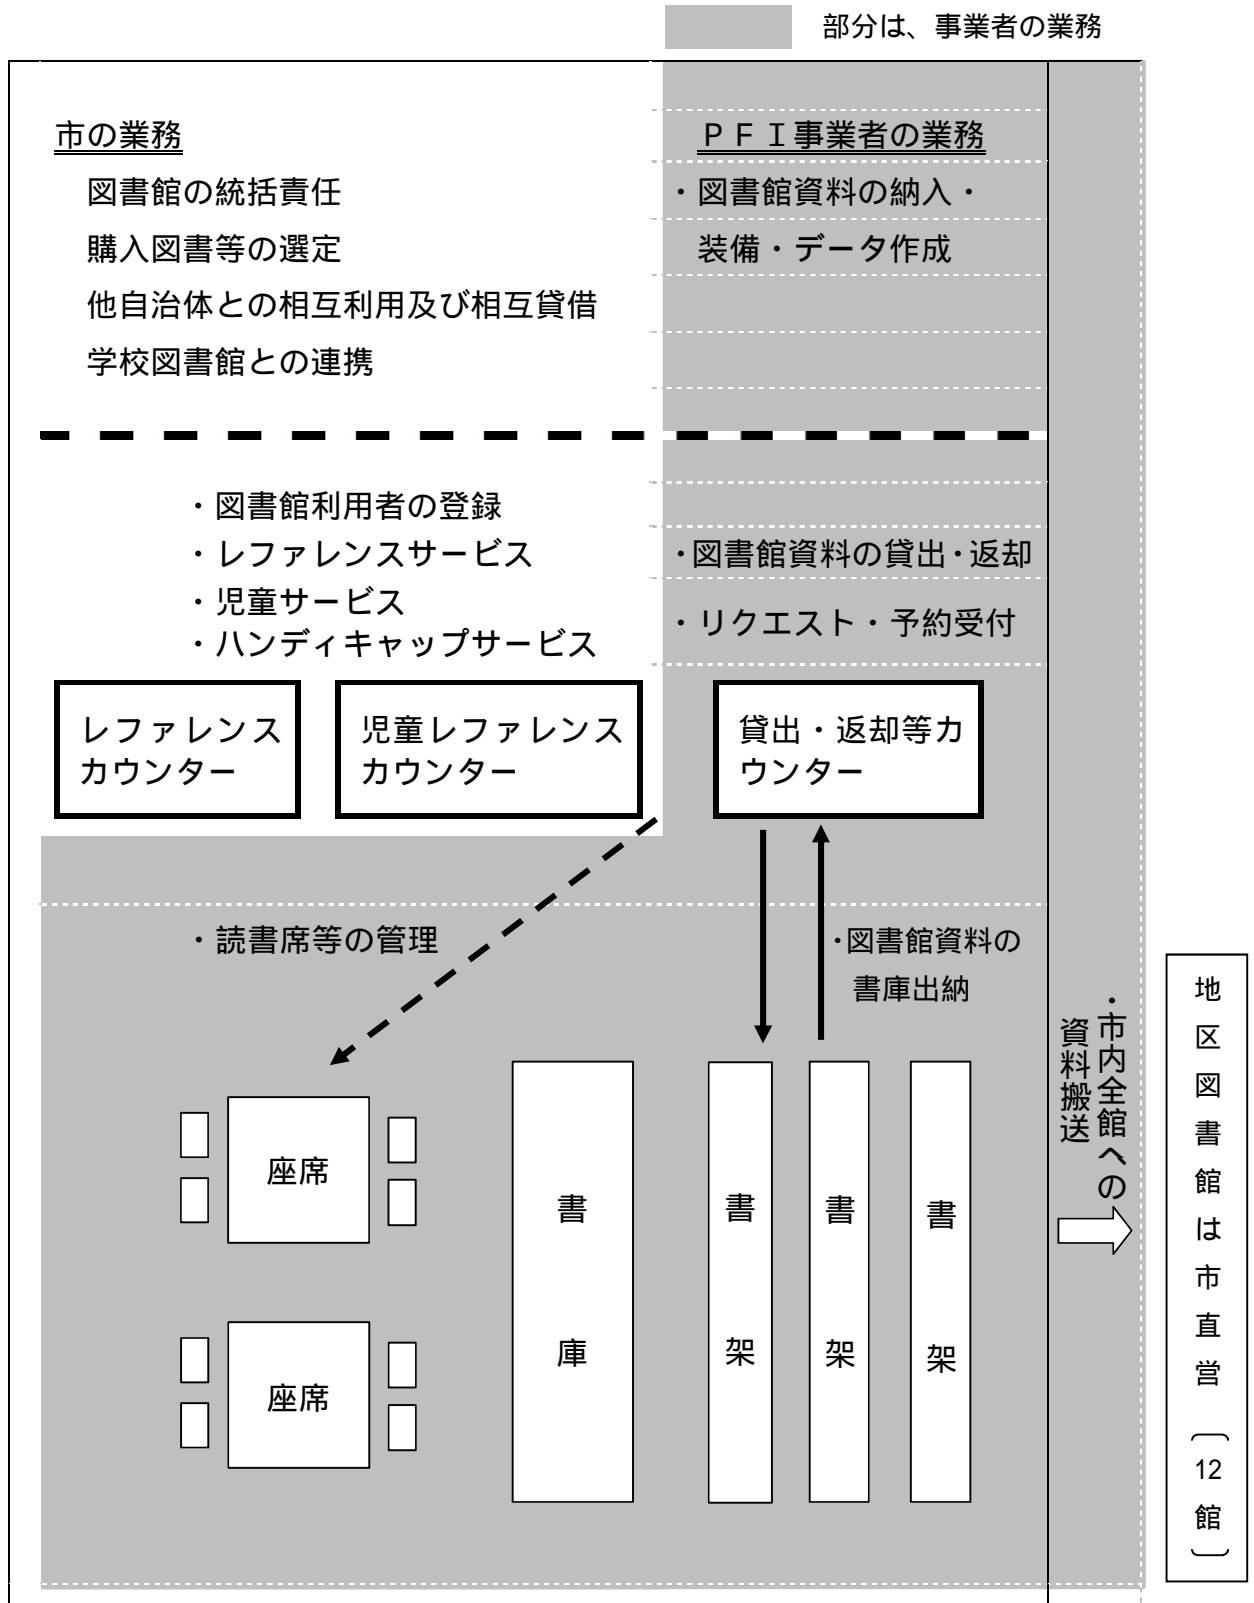 部分は、事業者の業務
市の業務
図書館の統括責任
購入図書等の選定
他自治体との相互利用及び相互貸借
学校図書館との連携
ＰＦＩ事業者の業務
・図書館資料の納入・
装備・データ作成
・図書館利用者の登録
・レファレンスサービス
・児童サービス
・ハンディキャップサービス
・図書館資料の貸出・返却
・リクエスト・予約受付
レファレンス
カウンター
児童レファレンス
カウンター
貸出・返却等カ
ウンター
・読書席等の管理
・図書館資料の
書庫出納
座席
座席
書庫
書架
書架
書架
・市内全館への
資料搬送
地区図書館は市直営（12館）